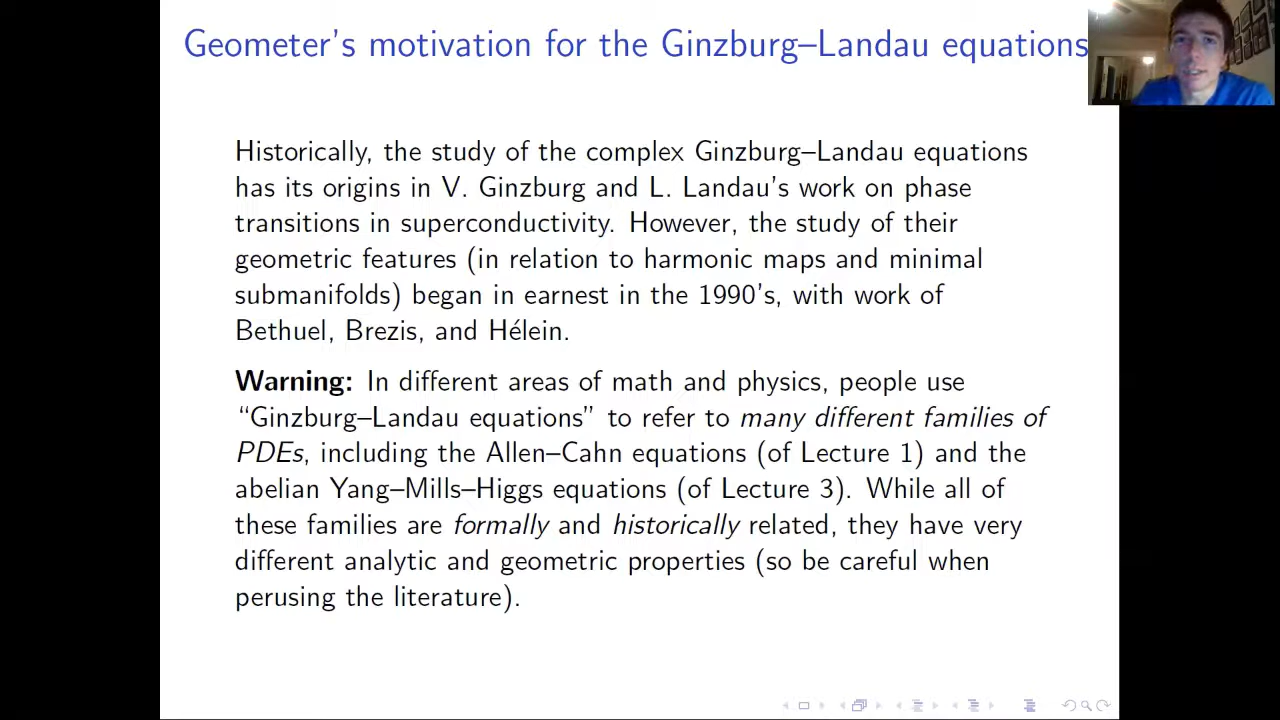 Geometer's motivation for the Ginzburg–Landau equations
Historically, the study of the complex Ginzburg–Landau equations
has its origins in V. Ginzburg and L. Landau's work on phase
transitions in superconductivity. However, the study of their
geometric features (in relation to harmonic maps and minimal
submanifolds) began in earnest in the 1990's, with work of
Bethuel, Brezis, and Hélein.
Warning: In different areas of math and physics, people use
“Ginzburg–Landau equations” to refer to many different families of
PDEs, including the Allen–Cahn equations (of Lecture 1) and the
abelian Yang–Mills–Higgs equations (of Lecture 3). While all of
these families are formally and historically related, they have very
different analytic and geometric properties (so be careful when
perusing the literature).